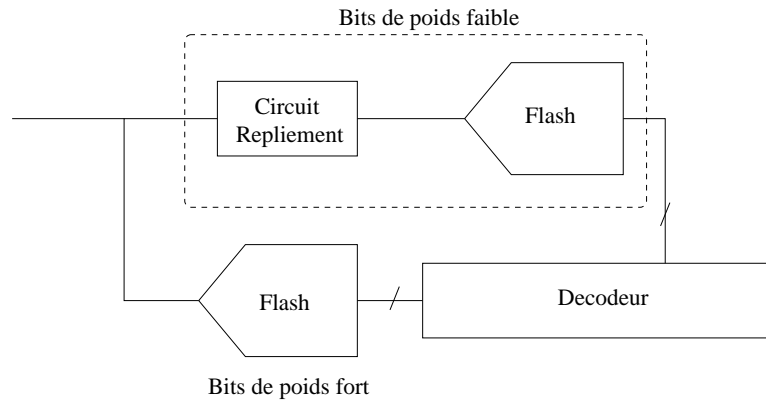 Bits de poids faible
Circuit
Repliement
Flash
Flash
Decodeur
Bits de poids fort